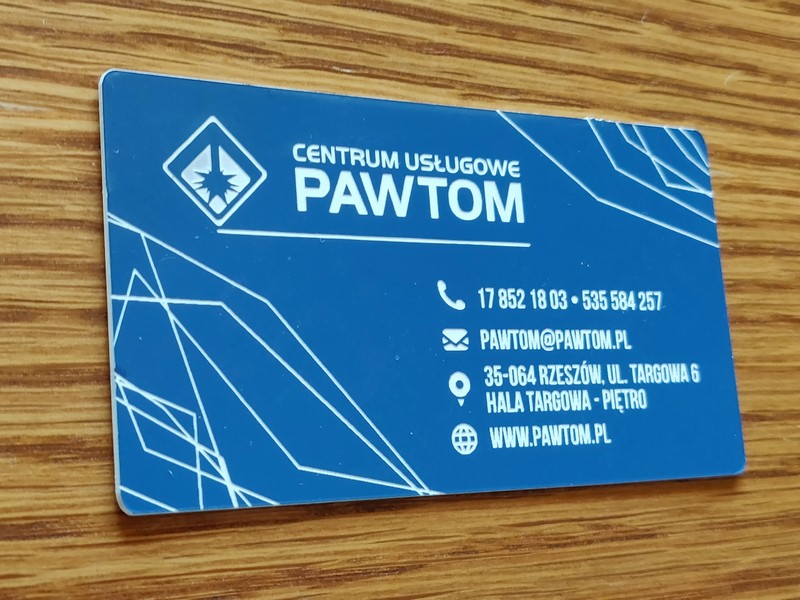 CENTRUM USŁUGOWE
PAWTOM
17 852 18 03 • 535 584 257
PAWTOM@PAWTOM.PL
35-064 RZESZÓW, UL. TARGOWA 6
HALA TARGOWA - PIĘTRO
WWW.PAWTOM.PL